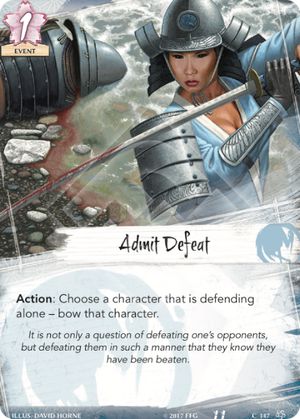 1
EVENT
Admit Defeat
Action: Choose a character that is defending
alone – bow that character.
It is not only a question of defeating one's opponents,
but defeating them in such a manner that they know they
have been beaten.
ILLUS: DAVID HORNE © 2017 FFG C 147